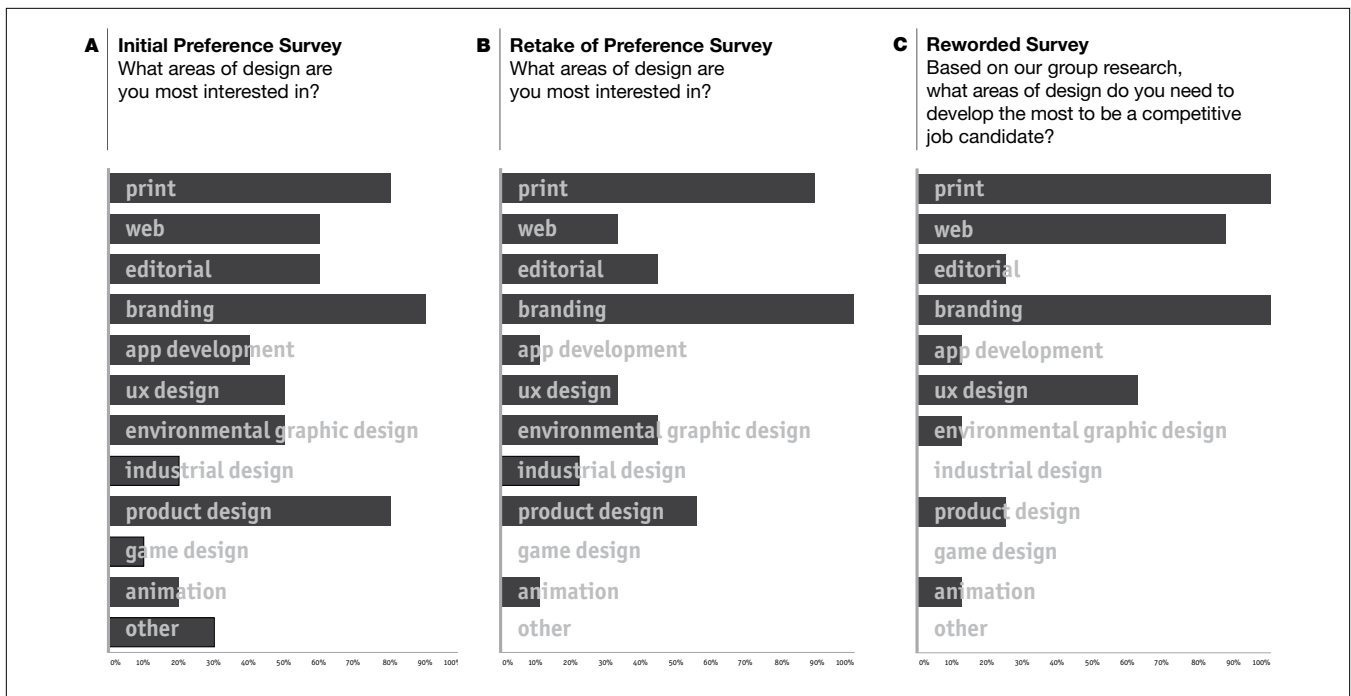 A Initial Preference Survey
What areas of design are
you most interested in?
print
web
editorial
branding
app development
ux design
environmental graphic design
industrial design
product design
game design
animation
other
0% 10% 20% 30% 40% 50% 60% 70% 80% 90% 100%
B Retake of Preference Survey
What areas of design are
you most interested in?
print
web
editorial
branding
app development
ux design
environmental graphic design
industrial design
product design
game design
animation
other
0% 10% 20% 30% 40% 50% 60% 70% 80% 90% 100%
C Reworded Survey
Based on our group research,
what areas of design do you need to
develop the most to be a competitive
job candidate?
print
web
editorial
branding
app development
ux design
environmental graphic design
industrial design
product design
game design
animation
other
0% 10% 20% 30% 40% 50% 60% 70% 80% 90% 100%